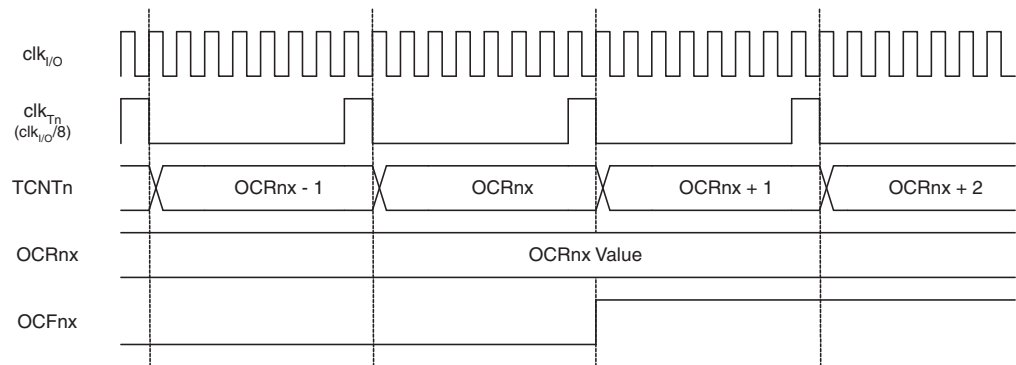 clkI/O
clkTn
(clkI/O/8)
TCNTn OCRnx - 1 OCRnx OCRnx + 1 OCRnx + 2
OCRnx OCRnx Value
OCFnx